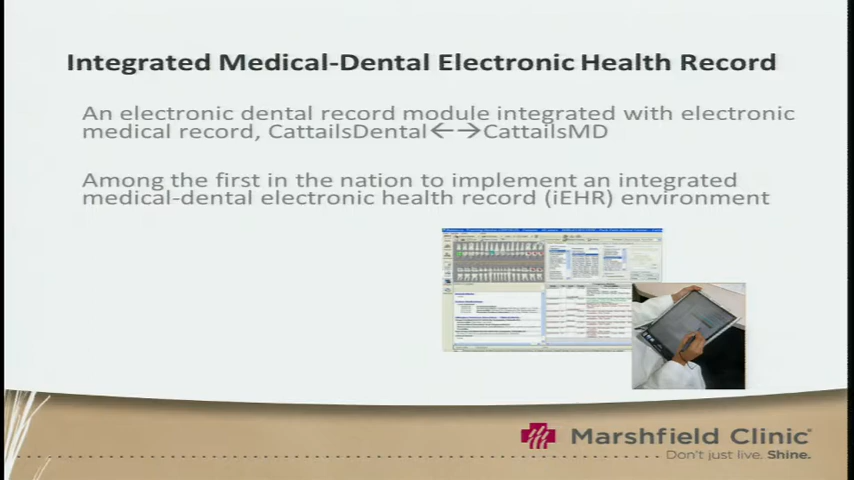 Integrated Medical-Dental Electronic Health Record
An electronic dental record module integrated with electronic
medical record, CattailsDental←→CattailsMD
Among the first in the nation to implement an integrated
medical-dental electronic health record (iEHR) environment
Marshfield Clinic®
Don't just live. Shine.